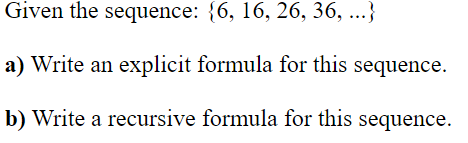 Given the sequence: {6, 16, 26, 36, ...}
a) Write an explicit formula for this sequence.
b) Write a recursive formula for this sequence.